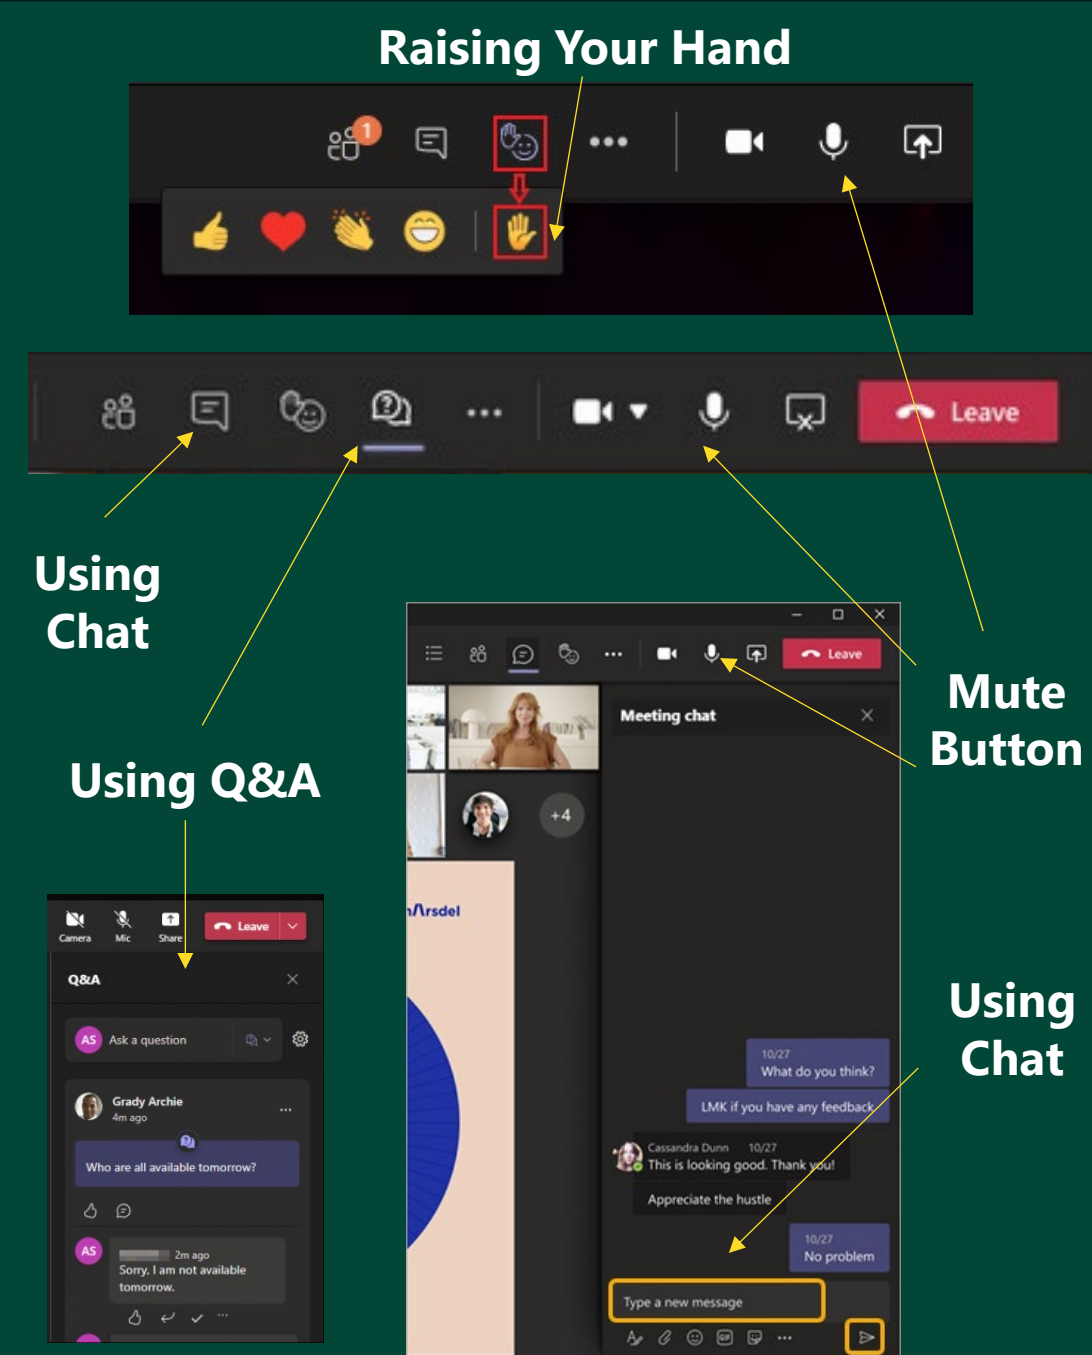 Raising Your Hand
1
Leave
Using
Chat
Leave
Mute
Button
Meeting chat
Using Q&A
+4
Camera
Mic
Share
Leave
Q&A
AS
Ask a question
Grady Archie
4m ago
Who are all available tomorrow?
AS
2m ago
Sorry, I am not available
tomorrow.
Using
Chat
10/27
What do you think?
LMK if you have any feedback
Cassandra Dunn 10/27
This is looking good. Thank you!
Appreciate the hustle
10/27
No problem
Type a new message
GIF